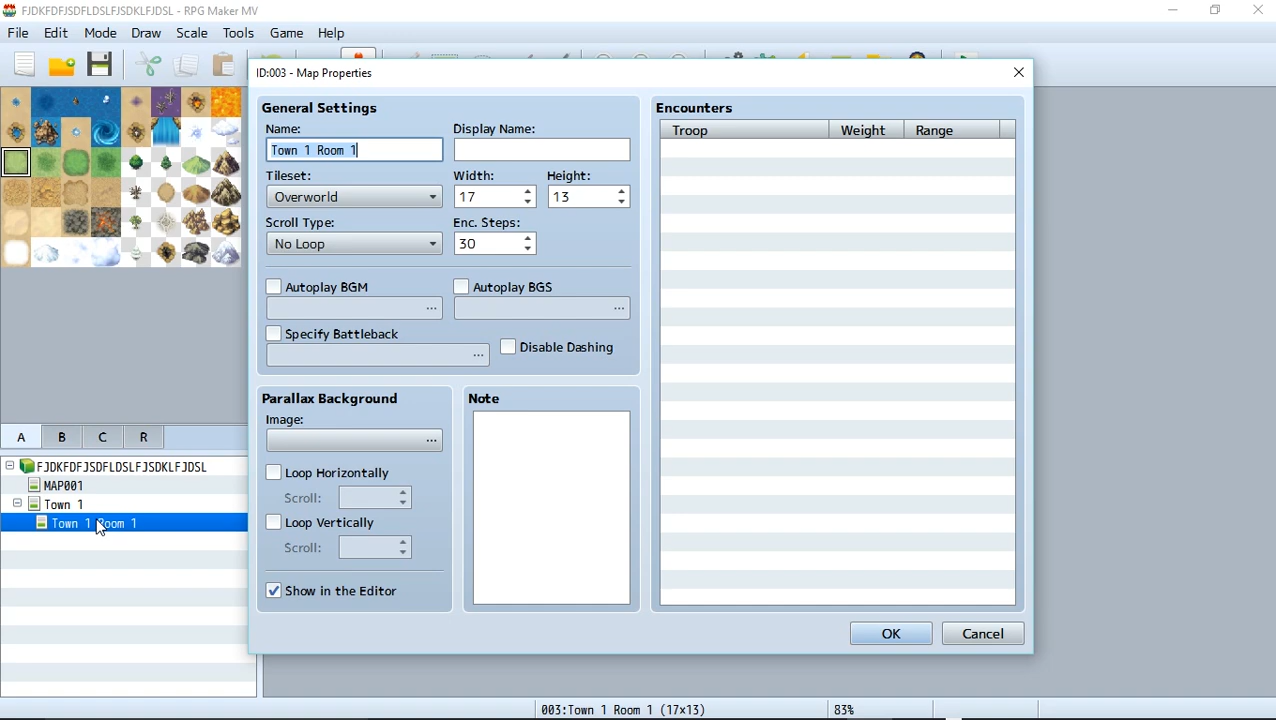 FJDKFDFJSDFLDSLFJSDKLFJDSL - RPG Maker MV
File Edit Mode Draw Scale Tools Game Help
ID:003 - Map Properties
General Settings
Name:
Display Name:
Town 1 Room 1
Tileset:
Width:
Height:
Overworld
17
13
Scroll Type:
Enc. Steps:
No Loop
30
Autoplay BGM
Autoplay BGS
...
...
Specify Battleback
...
Disable Dashing
Parallax Background
Image:
...
Loop Horizontally
Scroll:
Loop Vertically
Scroll:
Show in the Editor
Note
Encounters
Troop Weight Range
OK Cancel
A B C R
FJDKFDFJSDFLDSLFJSDKLFJDSL
MAP001
Town 1
Town 1 Room 1
003:Town 1 Room 1 (17x13)
83%